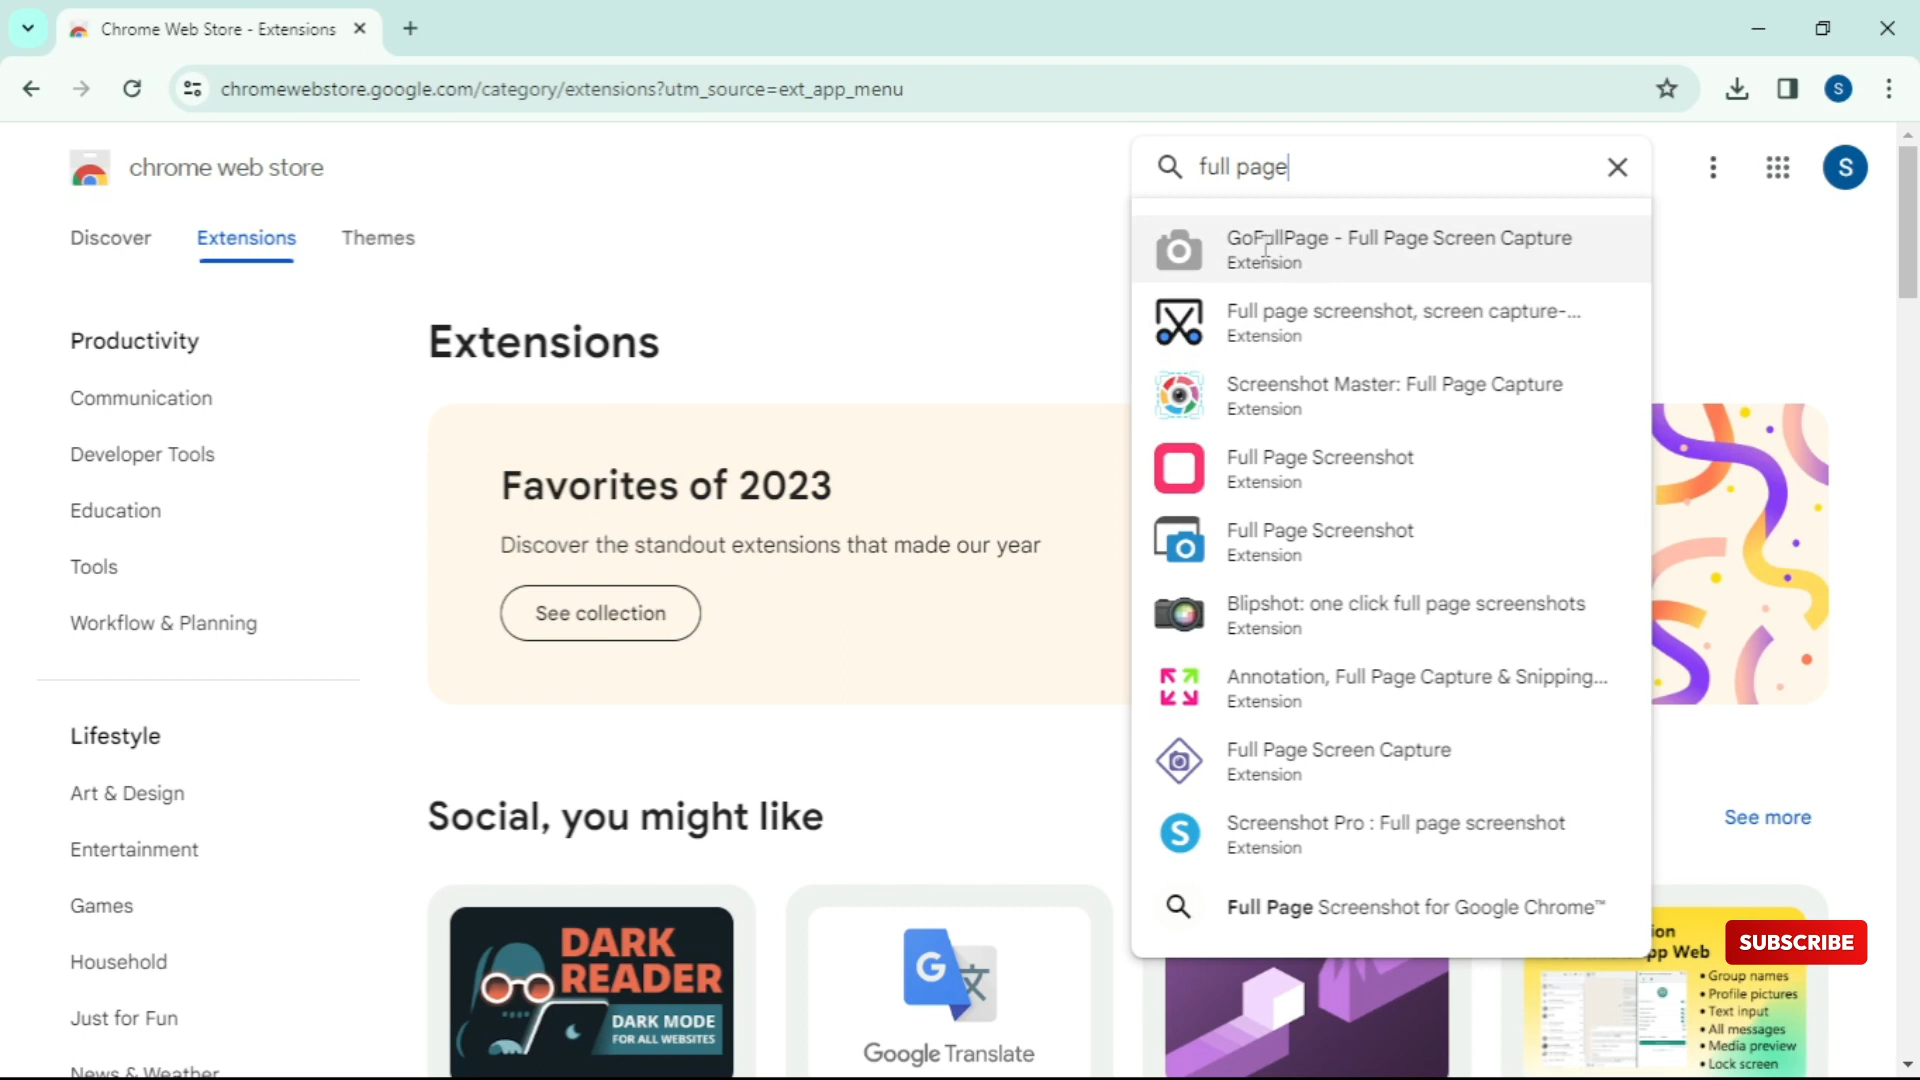 Chrome Web Store - Extensions
chromewebstore.google.com/category/extensions?utm_source=ext_app_menu
S
chrome web store
full page
S
Discover
Extensions
Themes
Productivity
Communication
Developer Tools
Education
Tools
Workflow & Planning
Lifestyle
Art & Design
Entertainment
Games
Household
Just for Fun
News & Weather
Extensions
Favorites of 2023
Discover the standout extensions that made our year
See collection
Social, you might like
See more
GoFullPage - Full Page Screen Capture
Extension
Full page screenshot, screen capture-...
Extension
Screenshot Master: Full Page Capture
Extension
Full Page Screenshot
Extension
Full Page Screenshot
Extension
Blipshot: one click full page screenshots
Extension
Annotation, Full Page Capture & Snipping...
Extension
Full Page Screen Capture
Extension
S
Screenshot Pro : Full page screenshot
Extension
Full Page Screenshot for Google Chrome™
DARK
READER
DARK MODE
FOR ALL WEBSITES
G
文
Google Translate
ion
pp Web
• Group names
• Profile pictures
• Text input
• All messages
• Media preview
• Lock screen
SUBSCRIBE